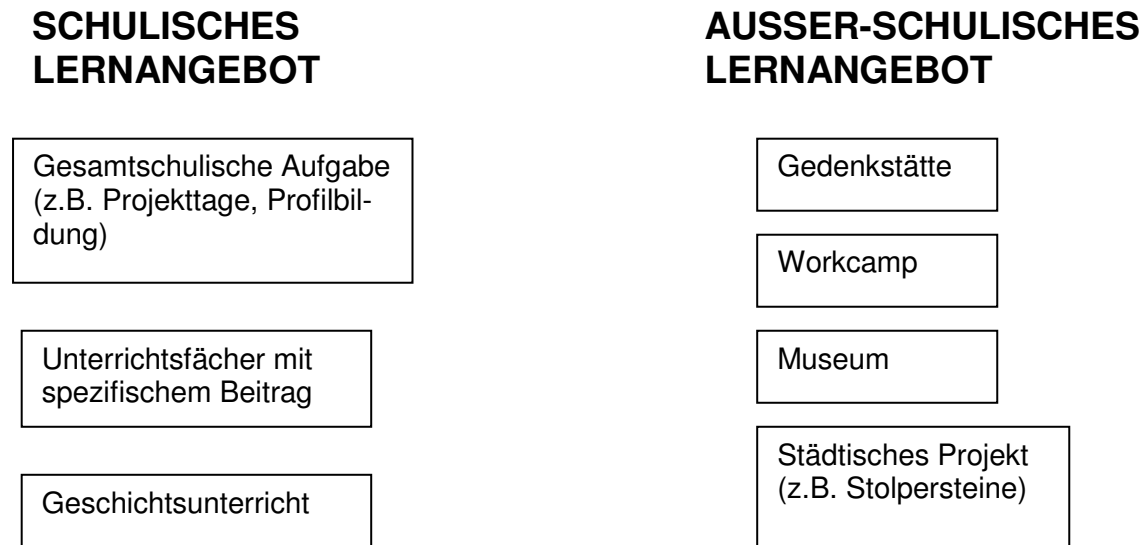 SCHULISCHES
LERNANGEBOT
Gesamtschulische Aufgabe
(z.B. Projekttage, Profilbil-
dung)
Unterrichtsfächer mit
spezifischem Beitrag
Geschichtsunterricht
AUSSER-SCHULISCHES
LERNANGEBOT
Gedenkstätte
Workcamp
Museum
Städtisches Projekt
(z.B. Stolpersteine)